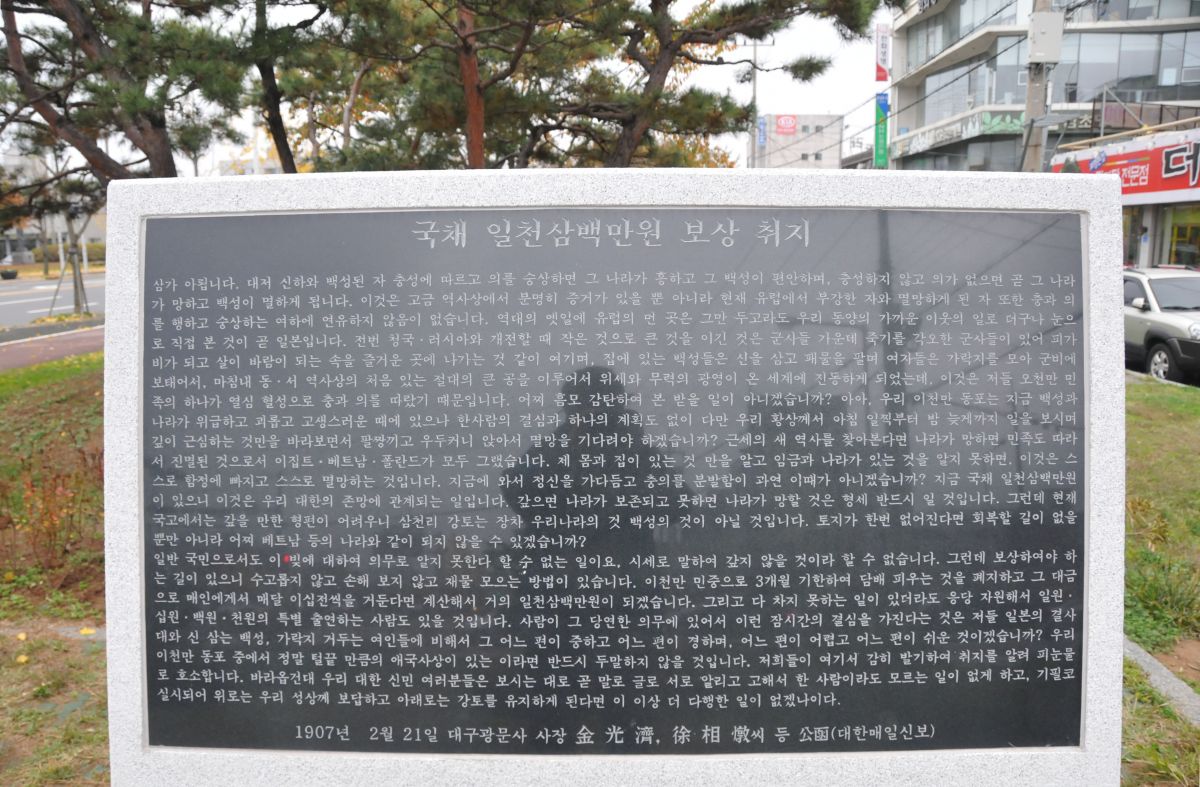 국채 일천삼백만원 보상 취지
삼가 아룁니다. 대저 신하와 백성된 자 충성에 따르고 의를 숭상하면 그 나라가 흥하고 그 백성이 편안하며, 충성하지 않고 의가 없으면 곧 그 나라
가 망하고 백성이 멸하게 됩니다. 이것은 고금 역사상에서 분명히 증거가 있을 뿐 아니라 현재 유럽에서 부강한 자와 멸망하게 된 자 또한 충과 의
를 행하고 숭상하는 여하에 연유하지 않음이 없습니다. 역대의 옛일에 유럽의 먼 곳은 그만 두고라도 우리 동양의 가까운 이웃의 일로 더구나 눈으
로 직접 본 것이 곧 일본입니다. 전번 청국·러시아와 개전할 때 작은 것으로 큰 것을 이긴 것은 군사들 가운데 죽기를 각오한 군사들이 있어 피가
비가 되고 살이 바람이 되는 속을 즐거운 곳에 나가는 것 같이 여기며, 집에 있는 백성들은 신을 삼고 패물을 팔며 여자들은 가락지를 모아 군비에
보태어서, 마침내 동·서 역사상의 처음 있는 절대의 큰 공을 이루어서 위세와 무력의 광영이 온 세계에 진동하게 되었는데, 이것은 저들 오천만 민
족의 하나가 열심 혈성으로 충과 의를 따랐기 때문입니다. 어찌 흠모 감탄하여 본 받을 일이 아니겠습니까? 아아, 우리 이천만 동포는 지금 백성과
나라가 위급하고 괴롭고 고생스러운 때에 있으나 한사람의 결심과 하나의 계획도 없이 다만 우리 황상께서 아침 일찍부터 밤 늦게까지 일을 보시며
깊이 근심하는 것만을 바라보면서 팔짱끼고 우두커니 앉아서 멸망을 기다려야 하겠습니까? 근세의 새 역사를 찾아본다면 나라가 망하면 민족도 따라
서 진멸된 것으로서 이집트·베트남·폴란드가 모두 그랬습니다. 제 몸과 집이 있는 것 만을 알고 임금과 나라가 있는 것을 알지 못하면, 이것은 스
스로 함정에 빠지고 스스로 멸망하는 것입니다. 지금에 와서 정신을 가다듬고 충의를 분발함이 과연 이때가 아니겠습니까? 지금 국채 일천삼백만원
이 있으니 이것은 우리 대한의 존망에 관계되는 일입니다. 갚으면 나라가 보존되고 못하면 나라가 망할 것은 형세 반드시 일 것입니다. 그런데 현재
국고에서는 갚을 만한 형편이 어려우니 삼천리 강토는 장차 우리나라의 것 백성의 것이 아닐 것입니다. 토지가 한번 없어진다면 회복할 길이 없을
뿐만 아니라 어찌 베트남 등의 나라와 같이 되지 않을 수 있겠습니까?
일반 국민으로서도 이 빚에 대하여 의무로 알지 못한다 할 수 없는 일이요, 시세로 말하여 갚지 않을 것이라 할 수 없습니다. 그런데 보상하여야 하
는 길이 있으니 수고롭지 않고 손해 보지 않고 재물 모으는 방법이 있습니다. 이천만 민중으로 3개월 기한하여 담배 피우는 것을 폐지하고 그 대금
으로 매인에게서 매달 이십전씩을 거둔다면 계산해서 거의 일천삼백만원이 되겠습니다. 그리고 다 차지 못하는 일이 있더라도 응당 자원해서 일원·
십원·백원·천원의 특별 출연하는 사람도 있을 것입니다. 사람이 그 당연한 의무에 있어서 이런 잠시간의 결심을 가진다는 것은 저들 일본의 결사
대와 신 삼는 백성, 가락지 거두는 여인들에 비해서 그 어느 편이 중하고 어느 편이 경하며, 어느 편이 어렵고 어느 편이 쉬운 것이겠습니까? 우리
이천만 동포 중에서 정말 털끝 만큼의 애국사상이 있는 이라면 반드시 두말하지 않을 것입니다. 저희들이 여기서 감히 발기하여 취지를 알려 피눈물
로 호소합니다. 바라옵건대 우리 대한의 신민 여러분들은 보시는 대로 곧 말로 글로 서로 알리고 고해서 한 사람이라도 모르는 일이 없게 하고, 기필코
실시되어 위로는 우리 성상께 보답하고 아래로는 강토를 유지하게 된다면 이 이상 더 다행한 일이 없겠나이다.
1907년 2월 21일 대구광문사 사장 金光濟, 徐相燉씨 등 公函(대한매일신보)
KIA
전문점